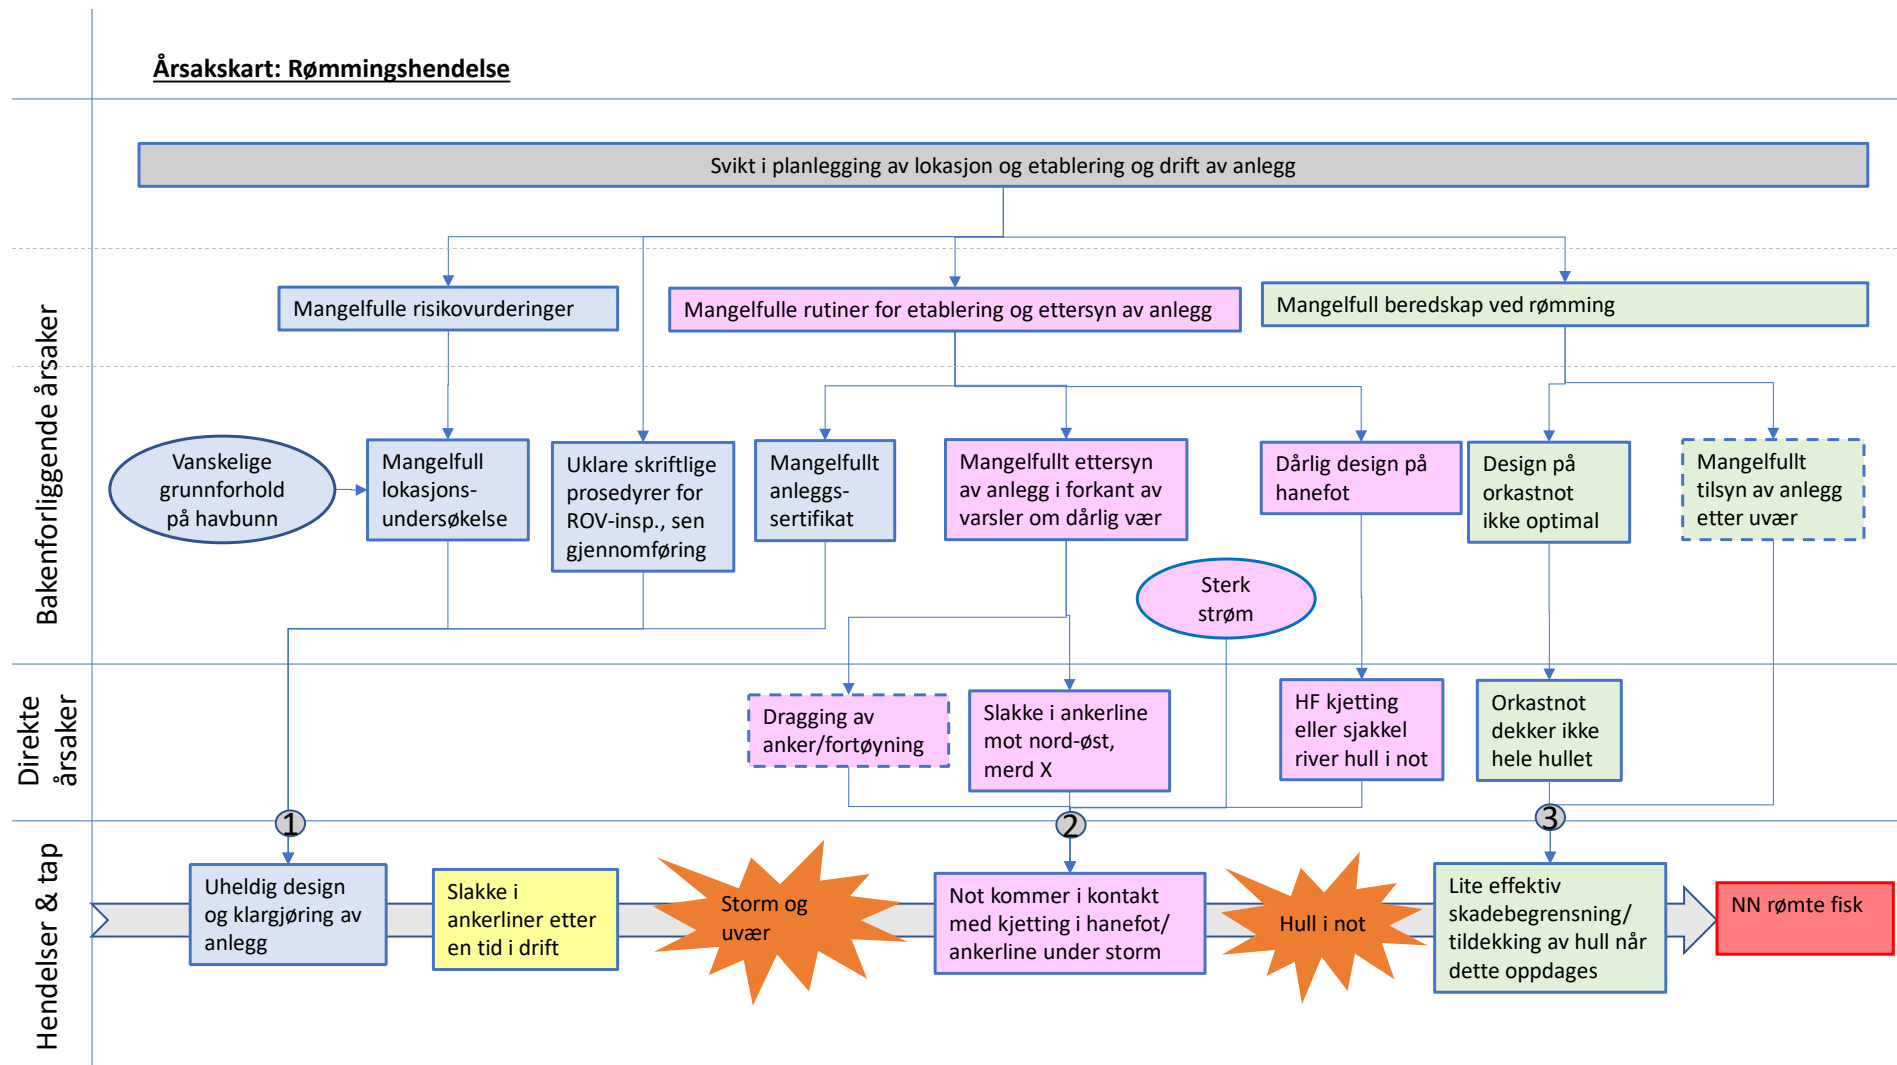 Årsakskart: Rømmingshendelse
Svikt i planlegging av lokasjon og etablering og drift av anlegg
Bakenforliggende årsaker
Mangelfulle risikovurderinger
Mangelfulle rutiner for etablering og ettersyn av anlegg
Mangelfull beredskap ved rømming
Vanskelige
grunnforhold
på havbunn
Mangelfull
lokasjons-
undersøkelse
Uklare skriftlige
prosedyrer for
ROV-insp., sen
gjennomføring
Mangelfullt
anleggs-
sertifikat
Mangelfullt ettersyn
av anlegg i forkant av
varsler om dårlig vær
Dårlig design på
hanefot
Design på
orkastnot
ikke optimal
Mangelfullt
tilsyn av anlegg
etter uvær
Sterk
strøm
Direkte
årsaker
Dragging av
anker/fortøyning
Slakke i ankerline
mot nord-øst,
merd X
HF kjetting
eller sjakkel
river hull i not
Orkastnot
dekker ikke
hele hullet
1
2
3
Hendelser & tap
Uheldig design
og klargjøring av
anlegg
Slakke i
ankerliner etter
en tid i drift
Storm og
uvær
Not kommer i kontakt
med kjetting i hanefot/
ankerline under storm
Hull i not
Lite effektiv
skadebegrensning/
tildekking av hull når
dette oppdages
NN rømte fisk